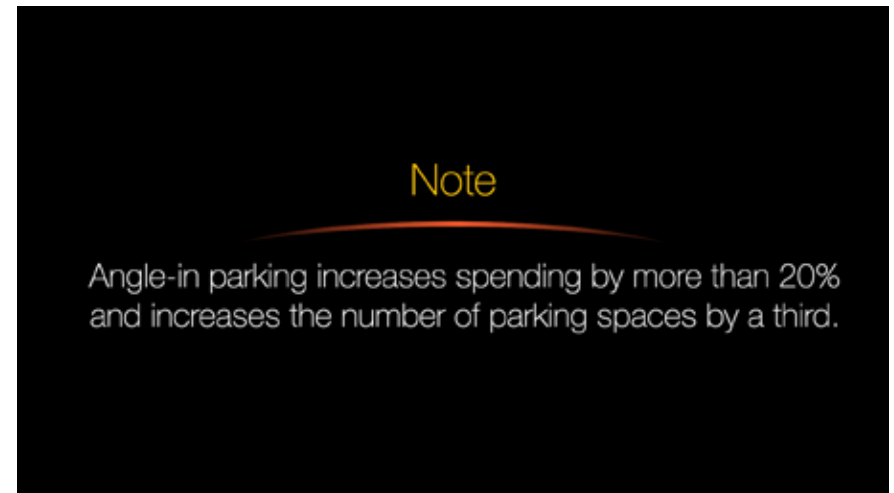 Note
Angle-in parking increases spending by more than 20%
and increases the number of parking spaces by a third.